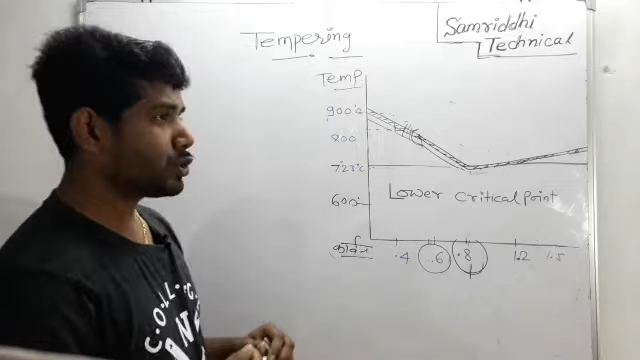 Tempering
Samriddhi
Technical
Temp
900°c
800
723°c
Lower Critical Point
600
कार्बन .4 .6 .8 1.2 1.5
C.O.L.L